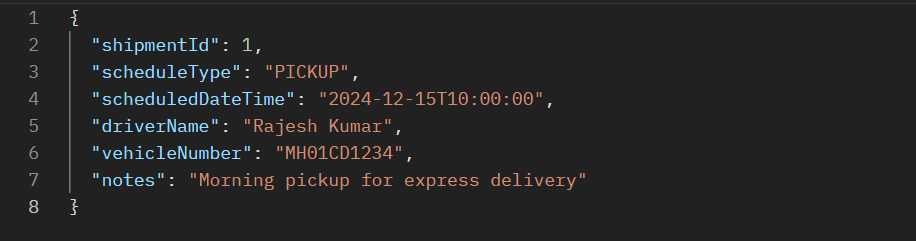 1 {
2 "shipmentId": 1,
3 "scheduleType": "PICKUP",
4 "scheduledDateTime": "2024-12-15T10:00:00",
5 "driverName": "Rajesh Kumar",
6 "vehicleNumber": "MH01CD1234",
7 "notes": "Morning pickup for express delivery"
8 }